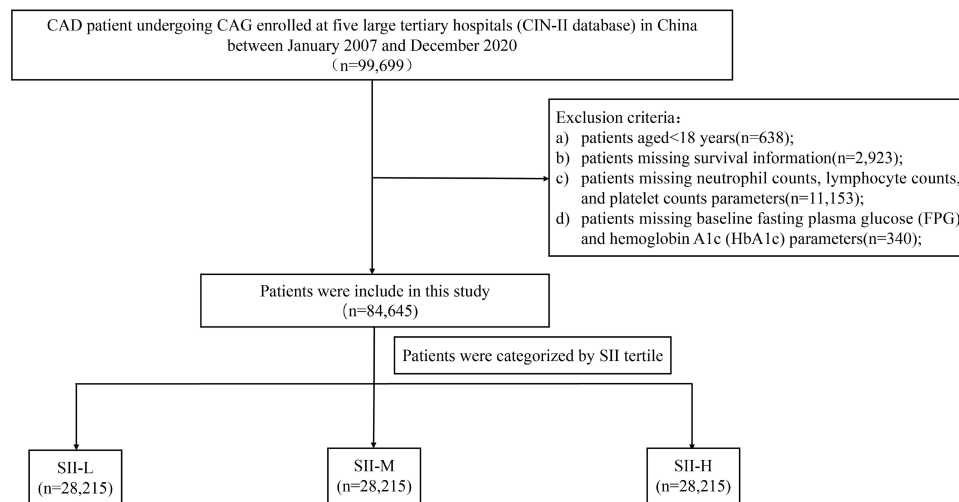 CAD patient undergoing CAG enrolled at five large tertiary hospitals (CIN-II database) in China
between January 2007 and December 2020
（n=99,699）
Exclusion criteria：
a) patients aged<18 years(n=638);
b) patients missing survival information(n=2,923);
c) patients missing neutrophil counts, lymphocyte counts,
and platelet counts parameters(n=11,153);
d) patients missing baseline fasting plasma glucose (FPG)
and hemoglobin A1c (HbA1c) parameters(n=340);
Patients were include in this study
（n=84,645)
Patients were categorized by SII tertile
SII-L
(n=28,215)
SII-M
(n=28,215)
SII-H
(n=28,215)